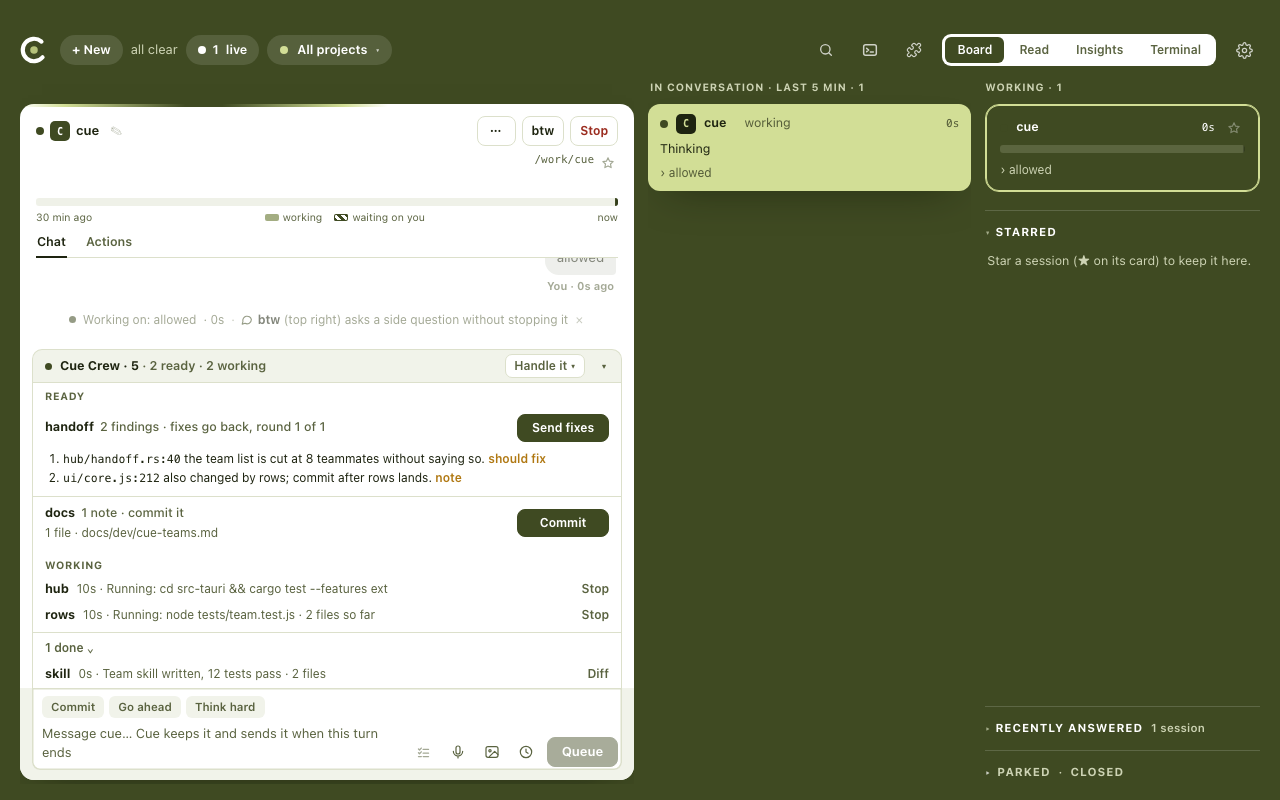 + New all clear 1 live All projects
Board Read Insights Terminal
C cue
... btw Stop
/work/cue
30 min ago working waiting on you now
Chat Actions
allowed
You · 0s ago
Working on: allowed · 0s · btw (top right) asks a side question without stopping it ×
Cue Crew · 5 · 2 ready · 2 working Handle it
READY
handoff 2 findings · fixes go back, round 1 of 1 Send fixes
1. hub/handoff.rs:40 the team list is cut at 8 teammates without saying so. should fix
2. ui/core.js:212 also changed by rows; commit after rows lands. note
docs 1 note · commit it
1 file · docs/dev/cue-teams.md
Commit
WORKING
hub 10s · Running: cd src-tauri && cargo test --features ext Stop
rows 10s · Running: node tests/team.test.js · 2 files so far Stop
1 done
skill 0s · Team skill written, 12 tests pass · 2 files Diff
Commit Go ahead Think hard
Message cue... Cue keeps it and sends it when this turn
ends
Queue
IN CONVERSATION · LAST 5 MIN · 1
C cue working 0s
Thinking
› allowed
WORKING · 1
cue 0s
› allowed
STARRED
Star a session (★ on its card) to keep it here.
RECENTLY ANSWERED 1 session
PARKED · CLOSED